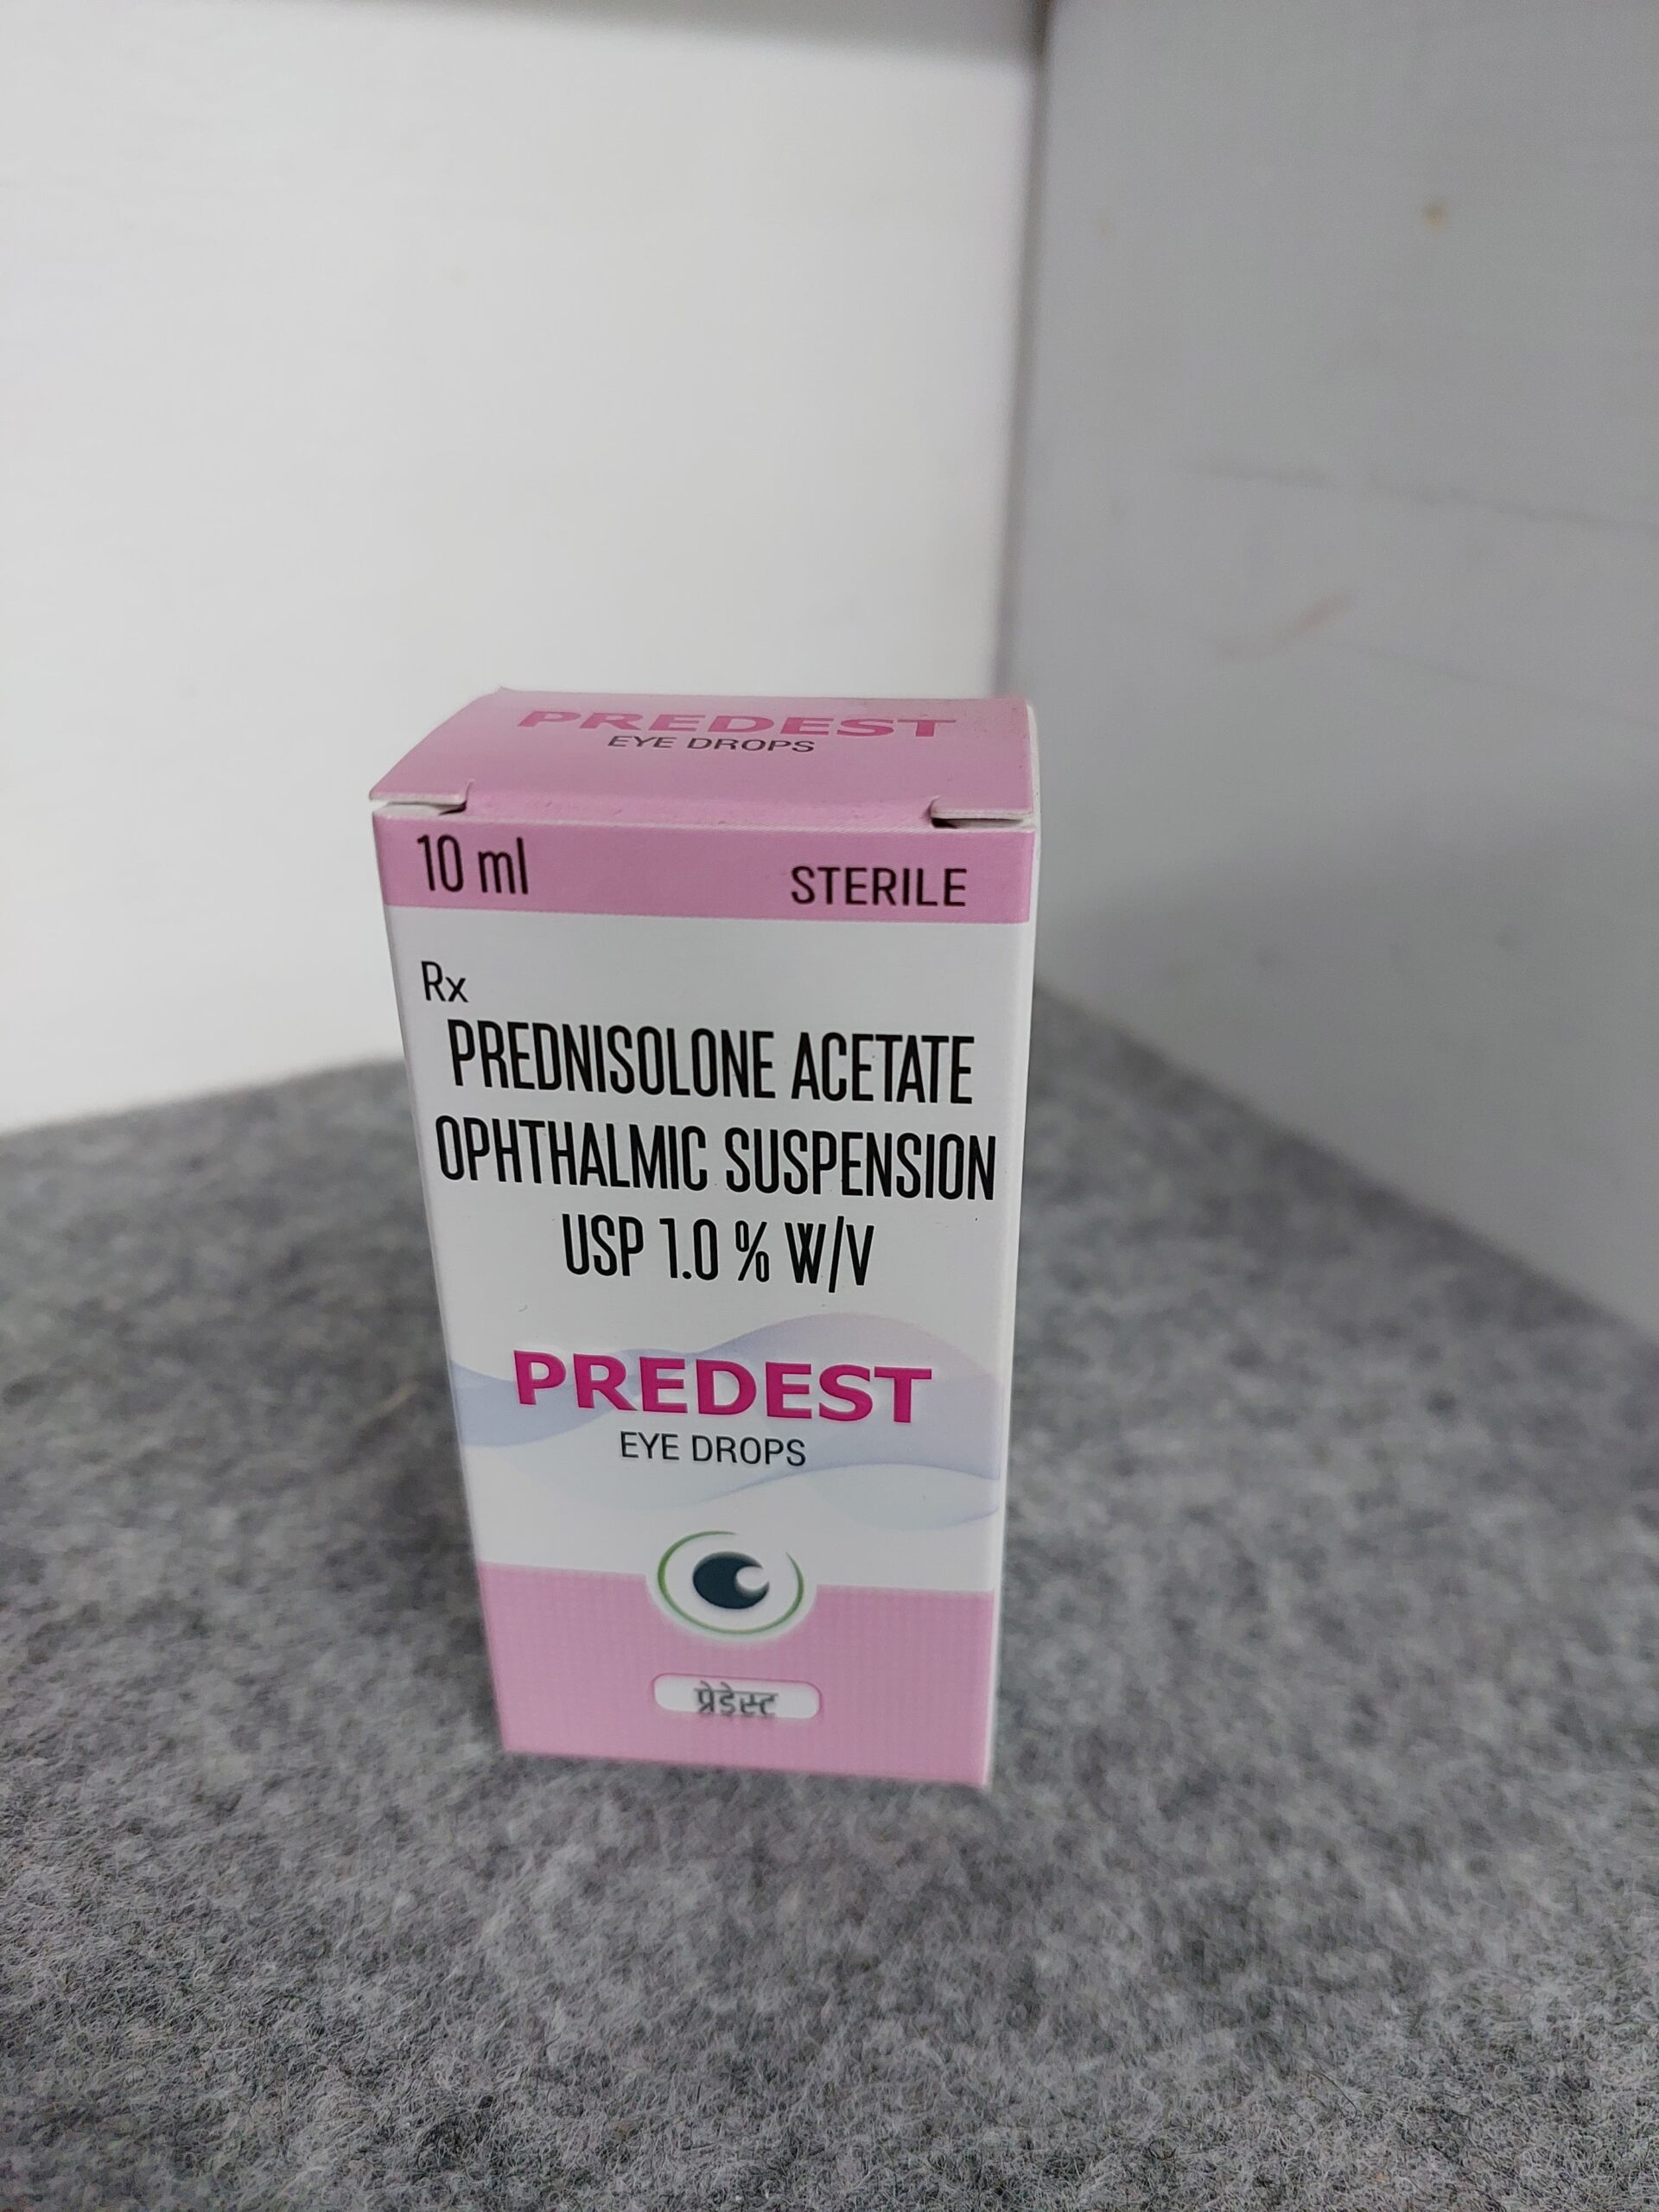 PREDEST
EYE DROPS
10 ml STERILE
Rx
PREDNISOLONE ACETATE
OPHTHALMIC SUSPENSION
USP 1.0 % W/V
PREDEST
EYE DROPS
प्रेडेस्ट